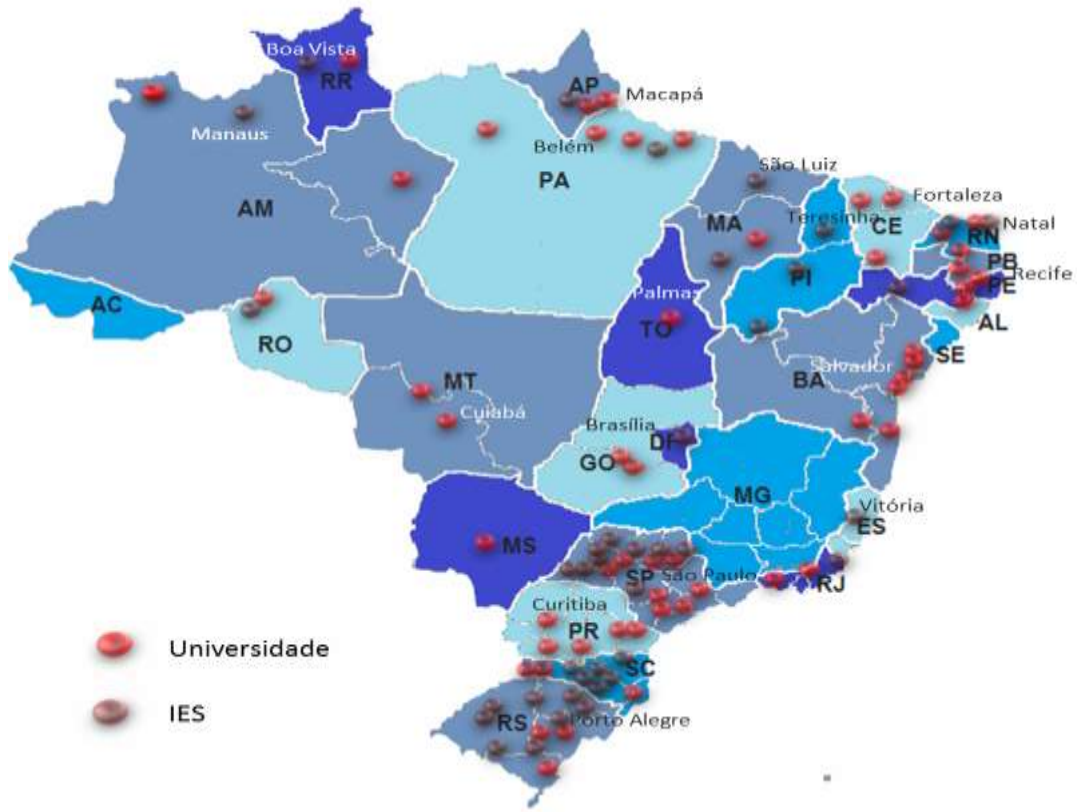 Boa Vista
RR
AP
Macapá
Manaus
Belém
PA
São Luiz
AM
MA
Teresinha
Fortaleza
CE
Natal
RN
PB
Recife
PE
PI
AC
Palmas
TO
AL
RO
SE
MT
BA
Salvador
Cuiabá
Brasília
DF
GO
MG
Vitória
ES
MS
SP
São Paulo
RJ
Curitiba
PR
Universidade
SC
IES
RS
Porto Alegre